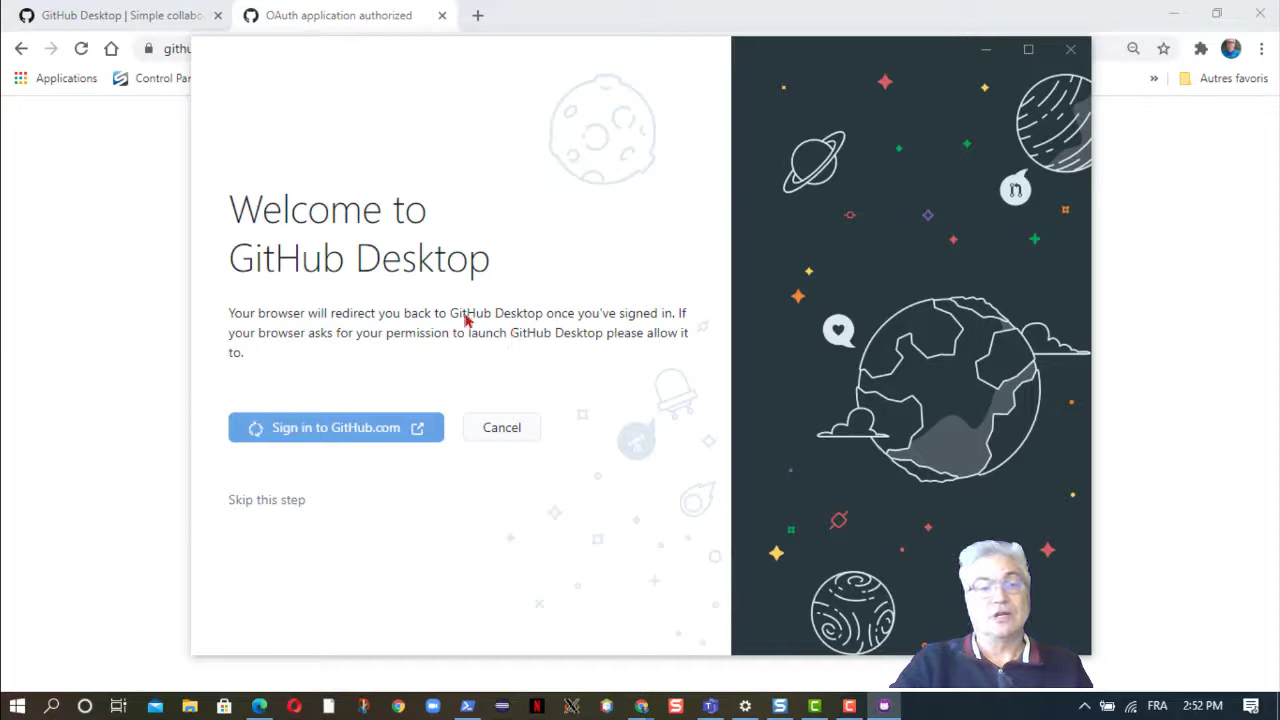 GitHub Desktop | Simple collabo
OAuth application authorized
githu
Applications
Control Par
Autres favoris
Welcome to
GitHub Desktop
Your browser will redirect you back to GitHub Desktop once you've signed in. If
your browser asks for your permission to launch GitHub Desktop please allow it
to.
Sign in to GitHub.com
Cancel
Skip this step
FRA
2:52 PM